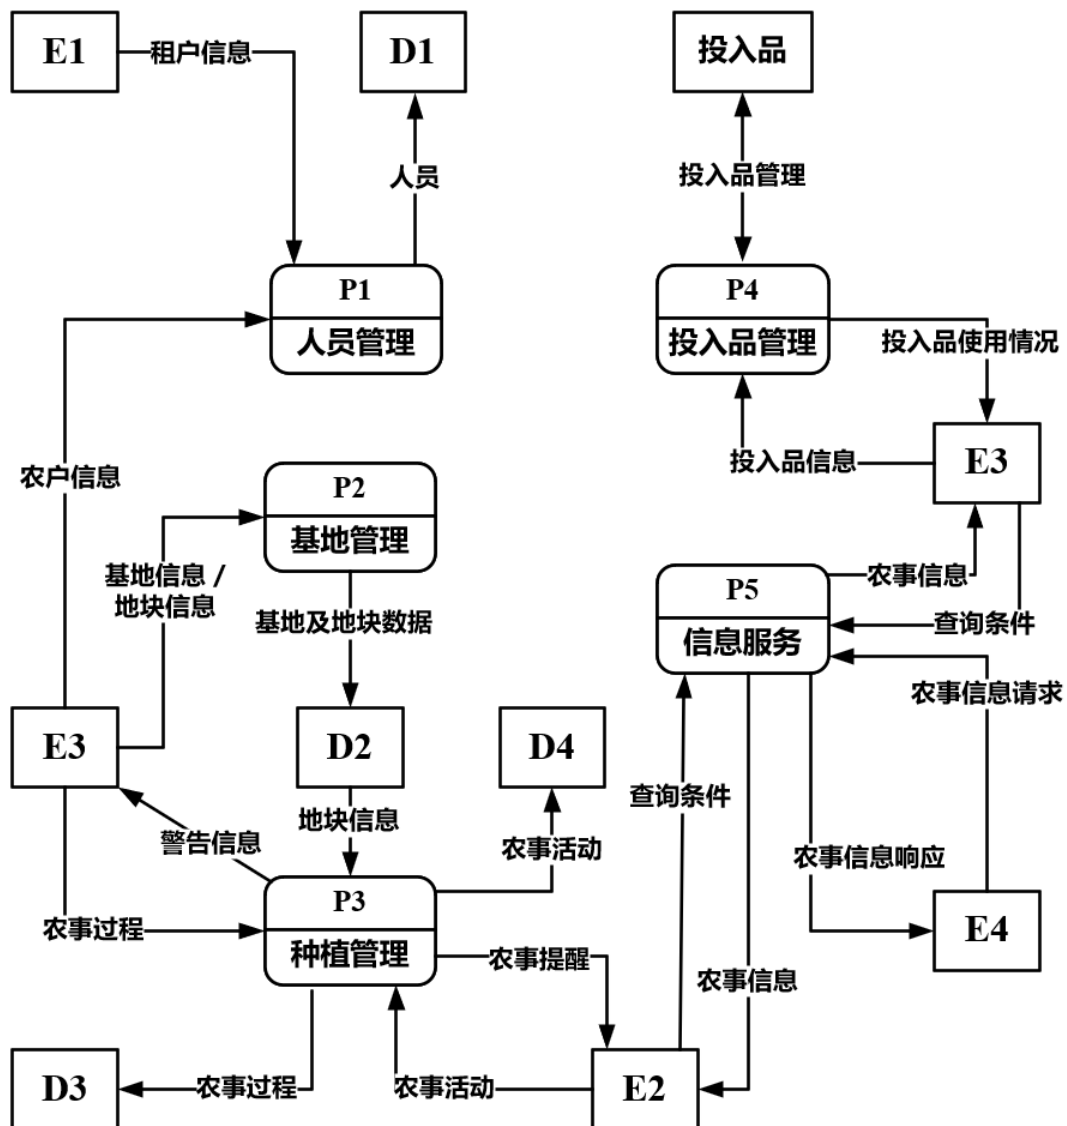 E1
租户信息
D1
投入品
人员
投入品管理
P1
人员管理
P4
投入品管理
投入品使用情况
农户信息
P2
基地管理
投入品信息
E3
基地信息 /
地块信息
基地及地块数据
P5
信息服务
农事信息
查询条件
农事信息请求
E3
D2
D4
查询条件
警告信息
地块信息
农事活动
农事信息响应
P3
种植管理
农事过程
农事提醒
E4
农事信息
D3
农事过程
农事活动
E2